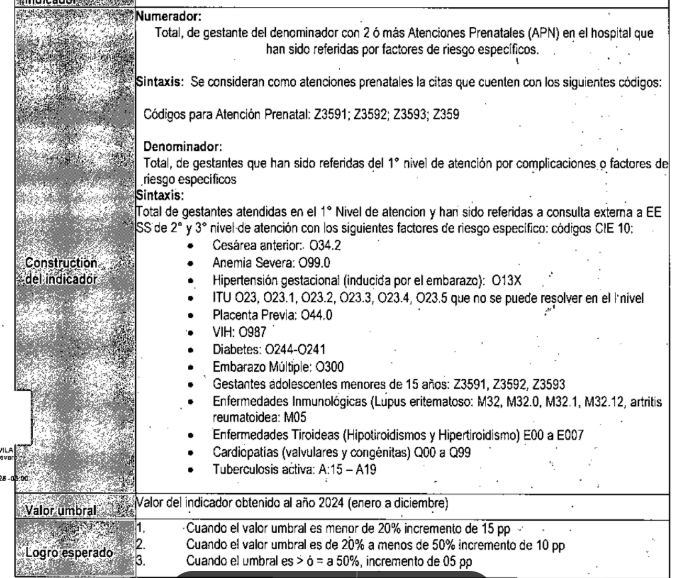 Indicador
Numerador:
Total, de gestante del denominador con 2 ó más Atenciones Prenatales (APN) en el hospital que
han sido referidas por factores de riesgo específicos.
Sintaxis: Se consideran como atenciones prenatales la citas que cuenten con los siguientes códigos:
Códigos para Atención Prenatal: Z3591; Z3592; Z3593; Z359
Denominador:
Total, de gestantes que han sido referidas del 1° nivel de atención por complicaciones o factores de
riesgo especificos
Sintaxis:
Total de gestantes atendidas en el 1° Nivel de atencion y han sido referidas a consulta externa a EE
SS de 2° y 3° nivel de atención con los siguientes factores de riesgo especifico: códigos CIE 10:
Construcción
del indicador
• Cesárea anterior: O34.2
• Anemia Severa: O99.0
• Hipertensión gestacional (inducida por el embarazo): O13X
• ITU O23, O23.1, O23.2, O23.3, O23.4, O23.5 que no se puede resolver en el I nivel
• Placenta Previa: O44.0
• VIH: O987
• Diabetes: O244-O241
• Embarazo Múltiple: O300
• Gestantes adolescentes menores de 15 años: Z3591, Z3592, Z3593
• Enfermedades Inmunológicas (Lupus eritematoso: M32, M32.0, M32.1, M32.12, artritis
reumatoidea: M05
• Enfermedades Tiroideas (Hipotiroidismos y Hipertiroidismo) E00 a E007
• Cardiopatías (valvulares y congénitas) Q00 a Q99
• Tuberculosis activa: A:15 – A19
Valor umbral
Valor del indicador obtenido al año 2024 (enero a diciembre)
Logro esperado
1. Cuando el valor umbral es menor de 20% incremento de 15 pp
2. Cuando el valor umbral es de 20% a menos de 50% incremento de 10 pp
3. Cuando el umbral es > ó = a 50%, incremento de 05 pp